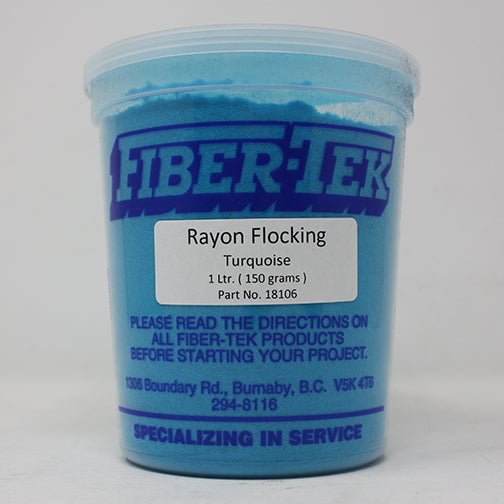 FIBER-TEK
Rayon Flocking
Turquoise
1 Ltr. ( 150 grams )
Part No. 18106
PLEASE READ THE DIRECTIONS ON
ALL FIBER-TEK PRODUCTS
BEFORE STARTING YOUR PROJECT.
1306 Boundary Rd., Burnaby, B.C. V5K 4T6
294-8116
SPECIALIZING IN SERVICE